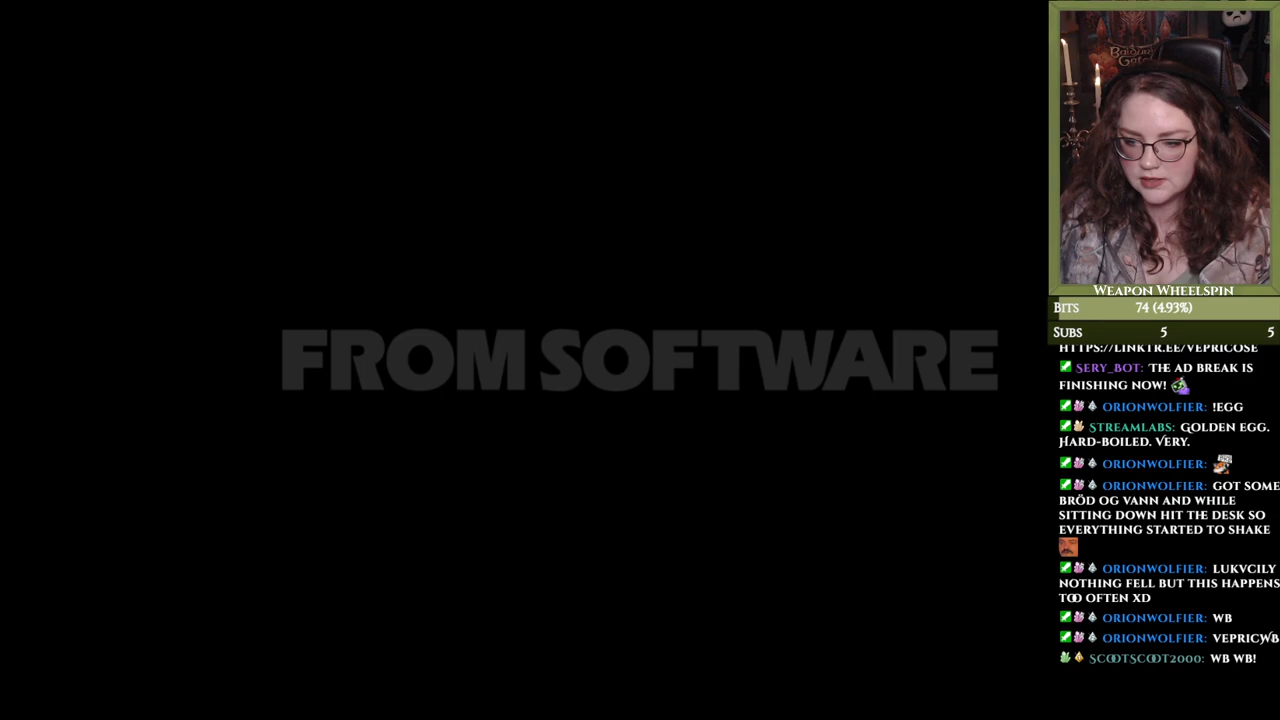 FROM SOFTWARE
Baldur's
Gate
Weapon Wheelspin
Bits 74 (4.93%)
Subs 5 5
HTTPS://LINKTR.EE/VEPRICOSE
SERY_BOT: THE AD BREAK IS
FINISHING NOW!
ORIONWOLFIER: !EGG
STREAMLABS: GOLDEN EGG.
HARD-BOILED. VERY.
ORIONWOLFIER:
ORIONWOLFIER: GOT SOME
BRÖD OG VANN AND WHILE
SITTING DOWN HIT THE DESK SO
EVERYTHING STARTED TO SHAKE
ORIONWOLFIER: LUKVCILY
NOTHING FELL BUT THIS HAPPENS
TOO OFTEN XD
ORIONWOLFIER: WB
ORIONWOLFIER: VEPRICWB
SCOOTSCOOT2000: WB WB!